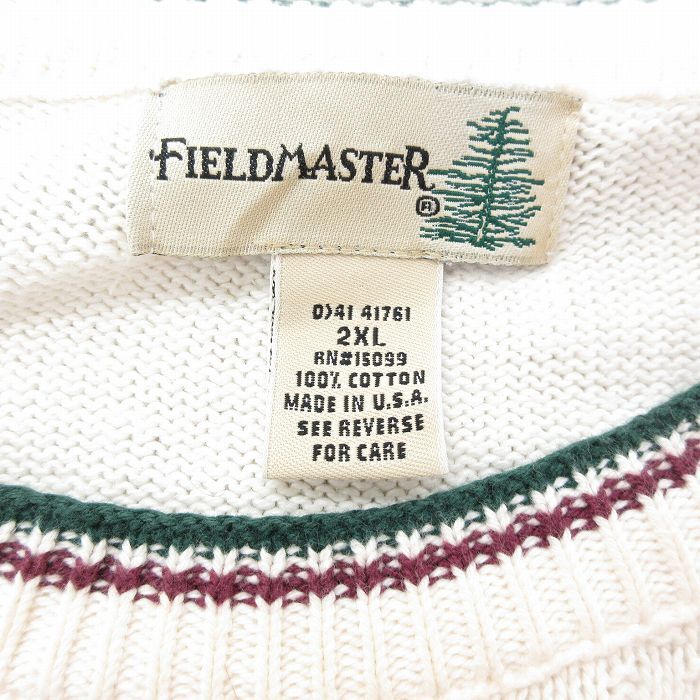 FIELDMASTER
®
0)41 41761
2XL
RN#15099
100% COTTON
MADE IN U.S.A.
SEE REVERSE
FOR CARE